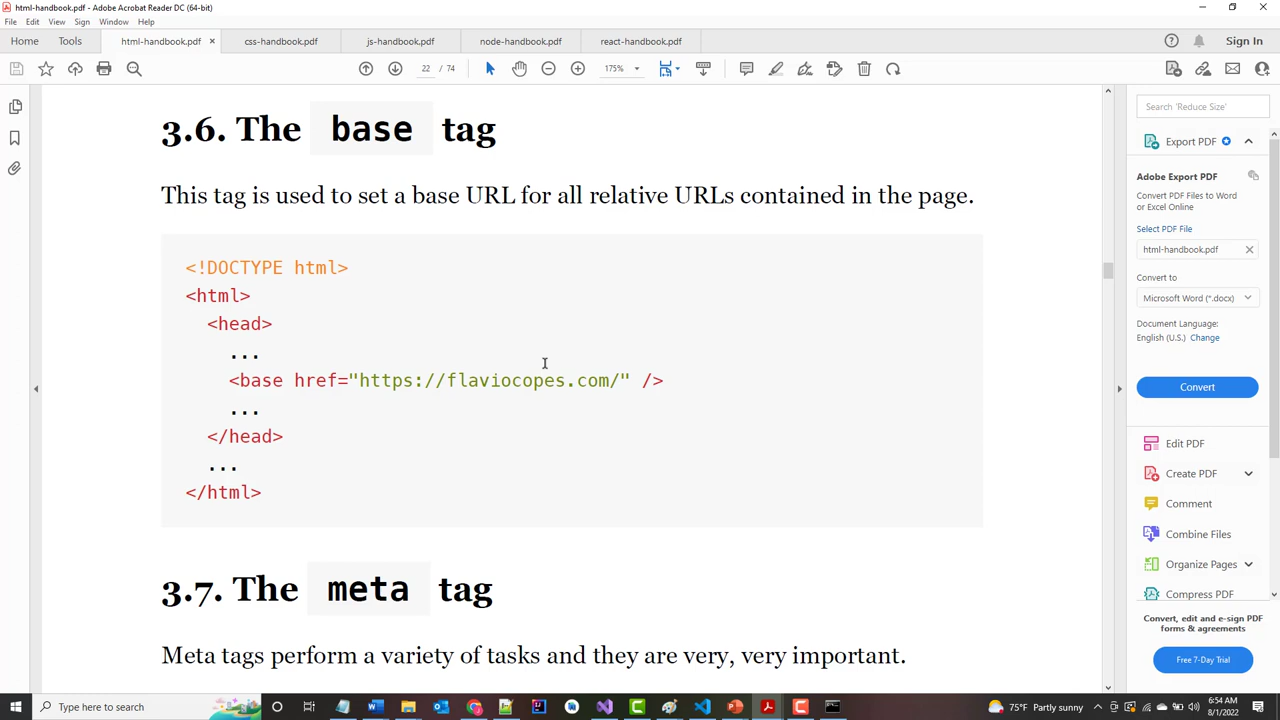 html-handbook.pdf - Adobe Acrobat Reader DC (64-bit)
File Edit View Sign Window Help
Home Tools html-handbook.pdf × css-handbook.pdf js-handbook.pdf node-handbook.pdf react-handbook.pdf Sign In
22 / 74 175%
3.6. The base tag
This tag is used to set a base URL for all relative URLs contained in the page.
<!DOCTYPE html>
<html>
<head>
...
<base href="https://flaviocopes.com/" />
...
</head>
...
</html>
3.7. The meta tag
Meta tags perform a variety of tasks and they are very, very important.
Search 'Reduce Size'
Export PDF
Adobe Export PDF
Convert PDF Files to Word
or Excel Online
Select PDF File
html-handbook.pdf
Convert to
Microsoft Word (*.docx)
Document Language:
English (U.S.) Change
Convert
Edit PDF
Create PDF
Comment
Combine Files
Organize Pages
Compress PDF
Convert, edit and e-sign PDF
forms & agreements
Free 7-Day Trial
Type here to search
75°F Partly sunny
6:54 AM
8/1/2022